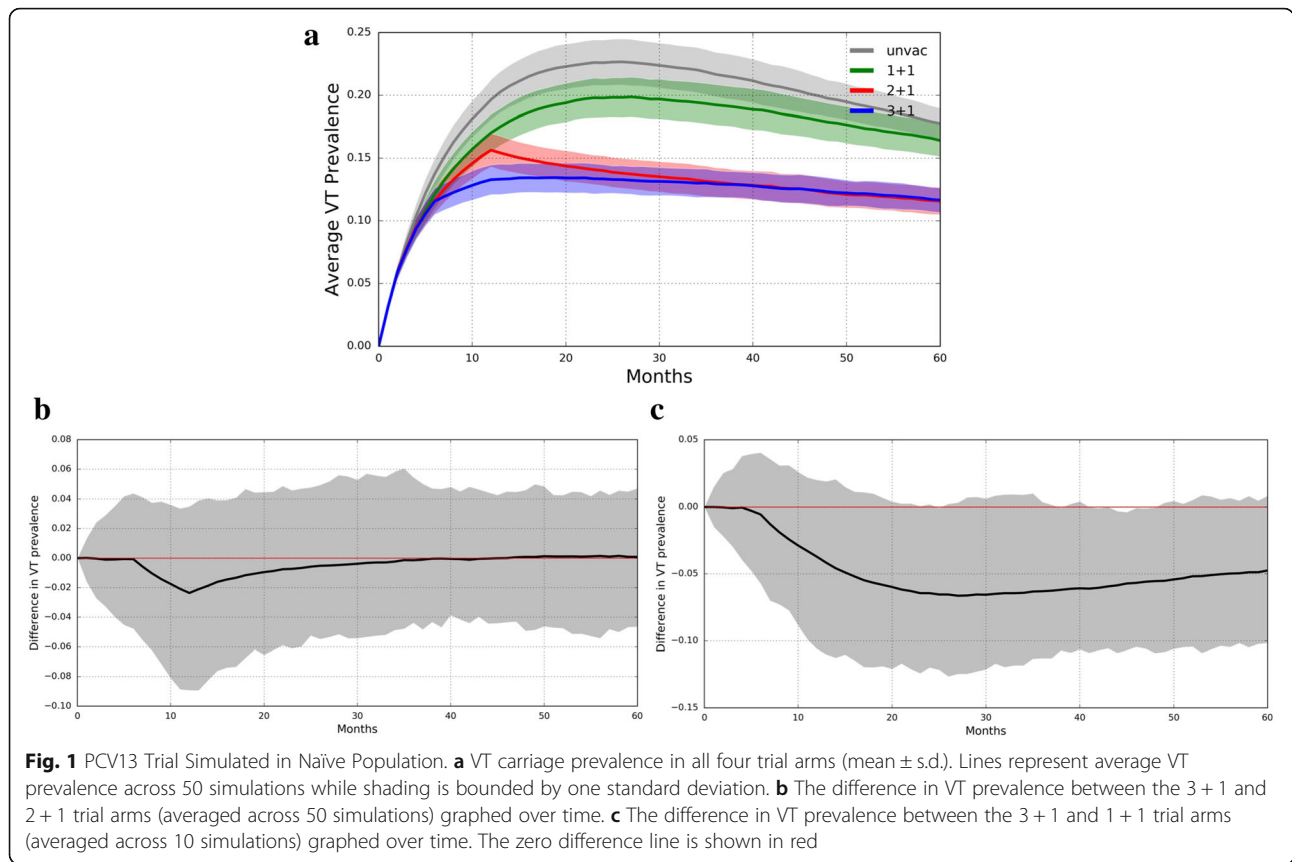 a
0.25
0.20
0.15
0.10
0.05
0.00
Average VT Prevalence
unvac
1+1
2+1
3+1
0 10 20 30 40 50 60
Months
b
0.08
0.06
0.04
0.02
0.00
−0.02
−0.04
−0.06
−0.08
−0.10
Difference in VT prevalence
0 10 20 30 40 50 60
Months
c
0.05
0.00
−0.05
−0.10
−0.15
Difference in VT prevalence
0 10 20 30 40 50 60
Months
Fig. 1 PCV13 Trial Simulated in Naïve Population. a VT carriage prevalence in all four trial arms (mean ± s.d.). Lines represent average VT
prevalence across 50 simulations while shading is bounded by one standard deviation. b The difference in VT prevalence between the 3 + 1 and
2 + 1 trial arms (averaged across 50 simulations) graphed over time. c The difference in VT prevalence between the 3 + 1 and 1 + 1 trial arms
(averaged across 10 simulations) graphed over time. The zero difference line is shown in red